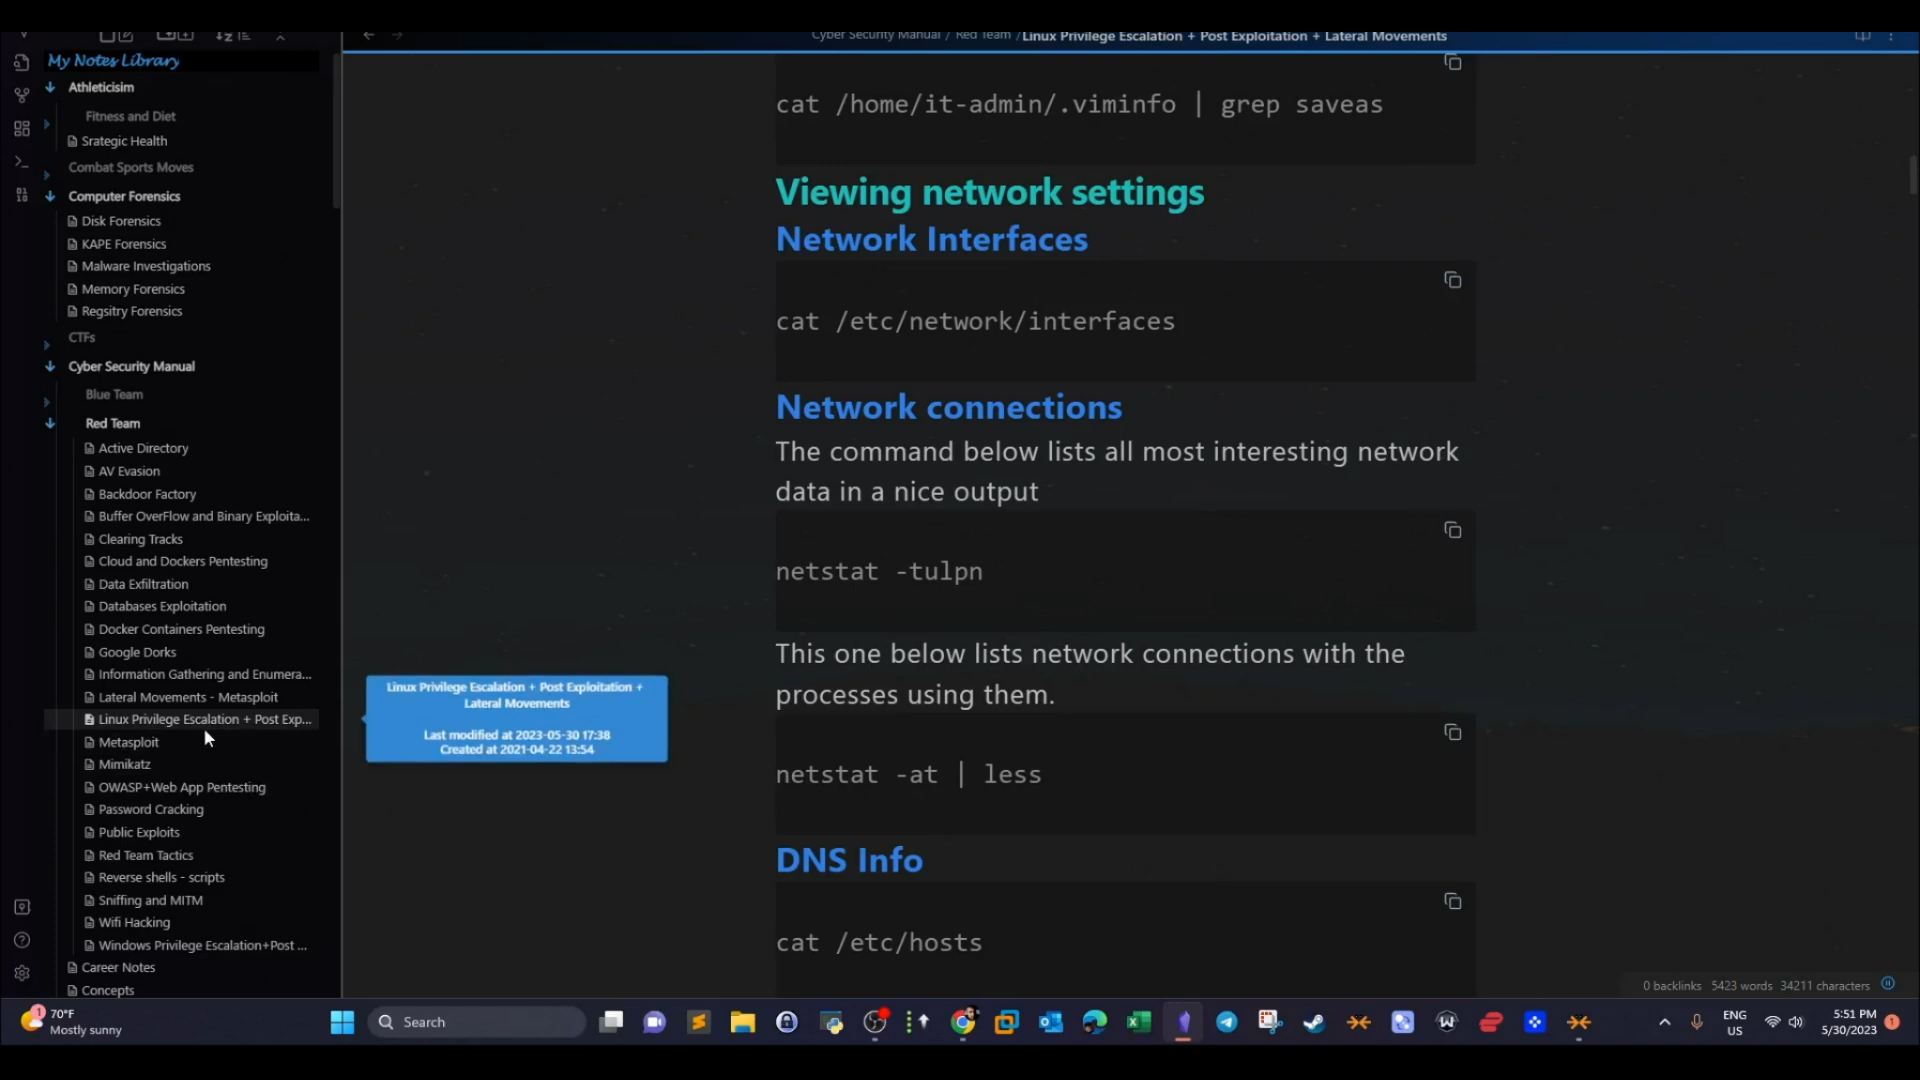 My Notes Library
Athleticisim
Fitness and Diet
Srategic Health
Combat Sports Moves
Computer Forensics
Disk Forensics
KAPE Forensics
Malware Investigations
Memory Forensics
Regsitry Forensics
CTFs
Cyber Security Manual
Blue Team
Red Team
Active Directory
AV Evasion
Backdoor Factory
Buffer OverFlow and Binary Exploita...
Clearing Tracks
Cloud and Dockers Pentesting
Data Exfiltration
Databases Exploitation
Docker Containers Pentesting
Google Dorks
Information Gathering and Enumera...
Lateral Movements - Metasploit
Linux Privilege Escalation + Post Exp...
Metasploit
Mimikatz
OWASP+Web App Pentesting
Password Cracking
Public Exploits
Red Team Tactics
Reverse shells - scripts
Sniffing and MITM
Wifi Hacking
Windows Privilege Escalation+Post ...
Career Notes
Concepts
Linux Privilege Escalation + Post Exploitation +
Lateral Movements
Last modified at 2023-05-30 17:38
Created at 2021-04-22 13:54
Cyber Security Manual / Red Team / Linux Privilege Escalation + Post Exploitation + Lateral Movements
cat /home/it-admin/.viminfo | grep saveas
Viewing network settings
Network Interfaces
cat /etc/network/interfaces
Network connections
The command below lists all most interesting network
data in a nice output
netstat -tulpn
This one below lists network connections with the
processes using them.
netstat -at | less
DNS Info
cat /etc/hosts
0 backlinks 5423 words 34211 characters
1
70°F
Mostly sunny
Search
ENG
US
5:51 PM
5/30/2023
1